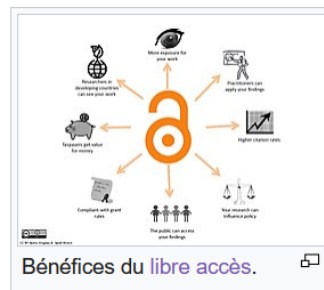 More exposure for
your work
Practitioners can
apply your findings
Higher citation rates
Your research can
influence policy
The public can access
your findings
Compliant with grant
rules
Taxpayers get value
for money
Researchers in
developing countries
can see your work
Bénéfices du libre accès.